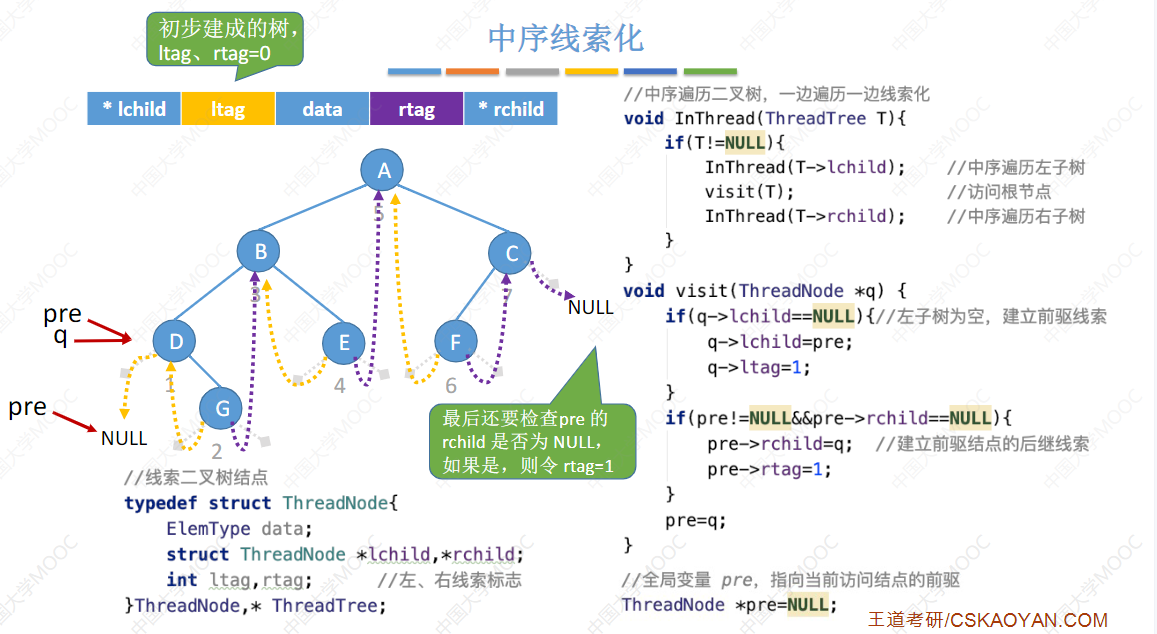 中序线索化
初步建成的树,
ltag、rtag=0
* lchild ltag data rtag * rchild
A
5
B
C
3
7
NULL
pre
q
D
E
F
1
4
6
pre
G
NULL
2
最后还要检查pre 的
rchild 是否为 NULL,
如果是，则令 rtag=1
//线索二叉树结点
typedef struct ThreadNode{
ElemType data;
struct ThreadNode *lchild,*rchild;
int ltag,rtag; //左、右线索标志
}ThreadNode,* ThreadTree;
//中序遍历二叉树，一边遍历一边线索化
void InThread(ThreadTree T){
if(T!=NULL){
InThread(T->lchild); //中序遍历左子树
visit(T); //访问根节点
InThread(T->rchild); //中序遍历右子树
}
}
void visit(ThreadNode *q) {
if(q->lchild==NULL){//左子树为空，建立前驱线索
q->lchild=pre;
q->ltag=1;
}
if(pre!=NULL&&pre->rchild==NULL){
pre->rchild=q; //建立前驱结点的后继线索
pre->rtag=1;
}
pre=q;
}
//全局变量 pre，指向当前访问结点的前驱
ThreadNode *pre=NULL;
王道考研/CSKAOYAN.COM
中国大学MOOC